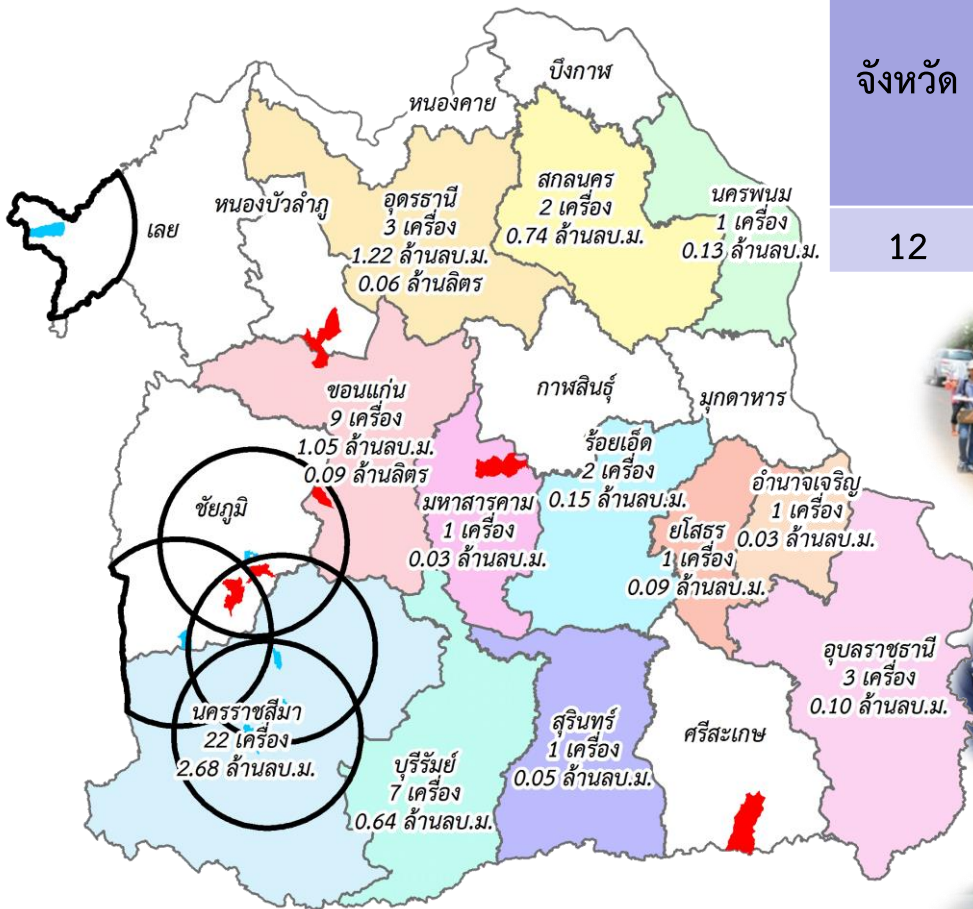 จังหวัด
12
บึงกาฬ
หนองคาย
เลย
หนองบัวลำภู
อุดรธานี
3 เครื่อง
1.22 ล้านลบ.ม.
0.06 ล้านลิตร
สกลนคร
2 เครื่อง
0.74 ล้านลบ.ม.
นครพนม
1 เครื่อง
0.13 ล้านลบ.ม.
ขอนแก่น
9 เครื่อง
1.05 ล้านลบ.ม.
0.09 ล้านลิตร
กาฬสินธุ์
มุกดาหาร
ชัยภูมิ
มหาสารคาม
1 เครื่อง
0.03 ล้านลบ.ม.
ร้อยเอ็ด
2 เครื่อง
0.15 ล้านลบ.ม.
ยโสธร
1 เครื่อง
0.09 ล้านลบ.ม.
อำนาจเจริญ
1 เครื่อง
0.03 ล้านลบ.ม.
นครราชสีมา
22 เครื่อง
2.68 ล้านลบ.ม.
บุรีรัมย์
7 เครื่อง
0.64 ล้านลบ.ม.
สุรินทร์
1 เครื่อง
0.05 ล้านลบ.ม.
ศรีสะเกษ
อุบลราชธานี
3 เครื่อง
0.10 ล้านลบ.ม.